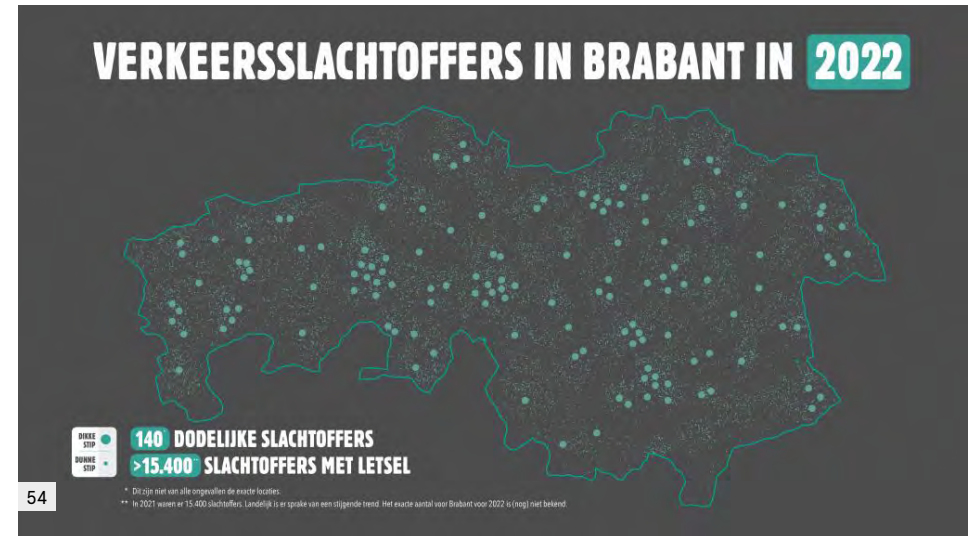 VERKEERSSLACHTOFFERS IN BRABANT IN 2022
DIKKE STIP
140 DODELIJKE SLACHTOFFERS
DUNNE STIP
>15.400** SLACHTOFFERS MET LETSEL
* Dit zijn niet van alle ongevallen de exacte locaties.
** In 2021 waren er 15.400 slachtoffers. Landelijk is er sprake van een stijgende trend. Het exacte aantal voor Brabant voor 2022 is (nog) niet bekend.
54